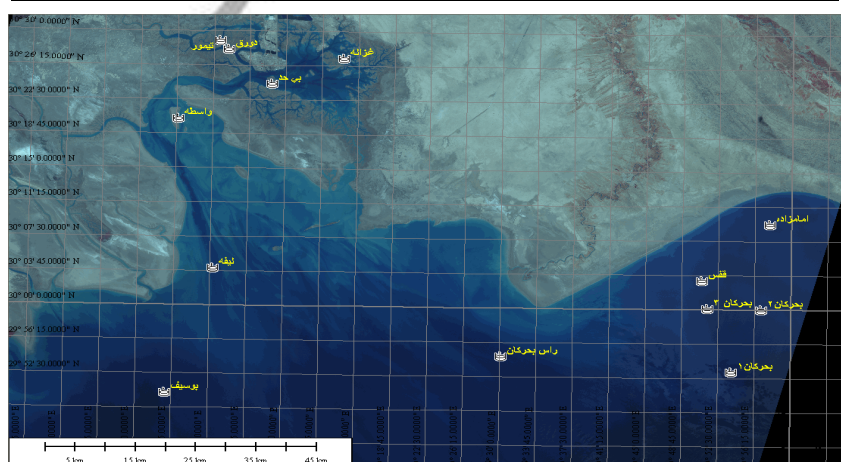 30° 30' 0.0000" N
30° 26' 15.0000" N
30° 22' 30.0000" N
30° 18' 45.0000" N
30° 15' 0.0000" N
30° 11' 15.0000" N
30° 07' 30.0000" N
30° 03' 45.0000" N
30° 00' 0.0000" N
29° 56' 15.0000" N
29° 52' 30.0000" N
تیمور
دورق
غزاله
بی حد
واسطه
امامزاده
لیفه
قفس
بحرکان ۳
بحرکان ۲
راس بحرکان
بحرکان ۱
بوسیف
5 km
15 km
25 km
35 km
45 km